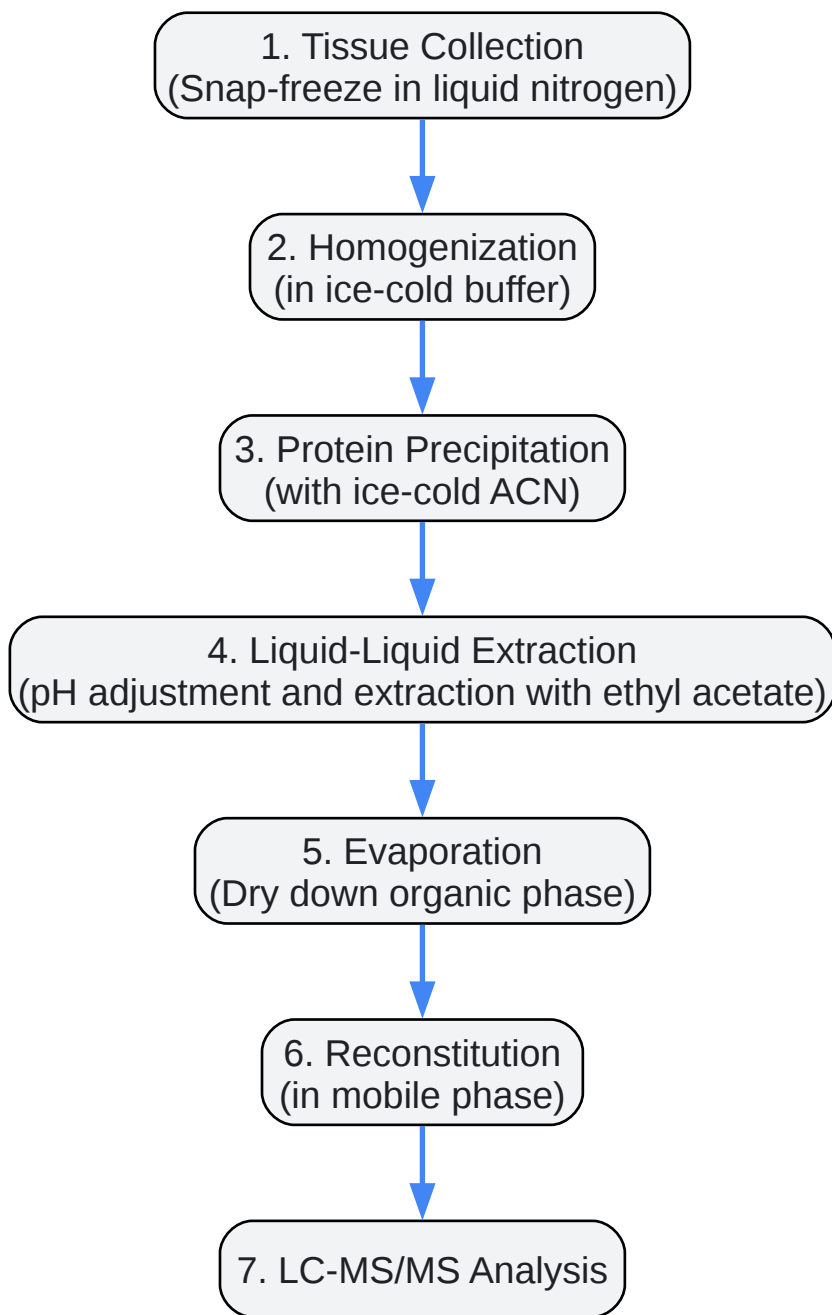 1. Tissue Collection
(Snap-freeze in liquid nitrogen)
2. Homogenization
(in ice-cold buffer)
3. Protein Precipitation
(with ice-cold ACN)
4. Liquid-Liquid Extraction
(pH adjustment and extraction with ethyl acetate)
5. Evaporation
(Dry down organic phase)
6. Reconstitution
(in mobile phase)
7. LC-MS/MS Analysis